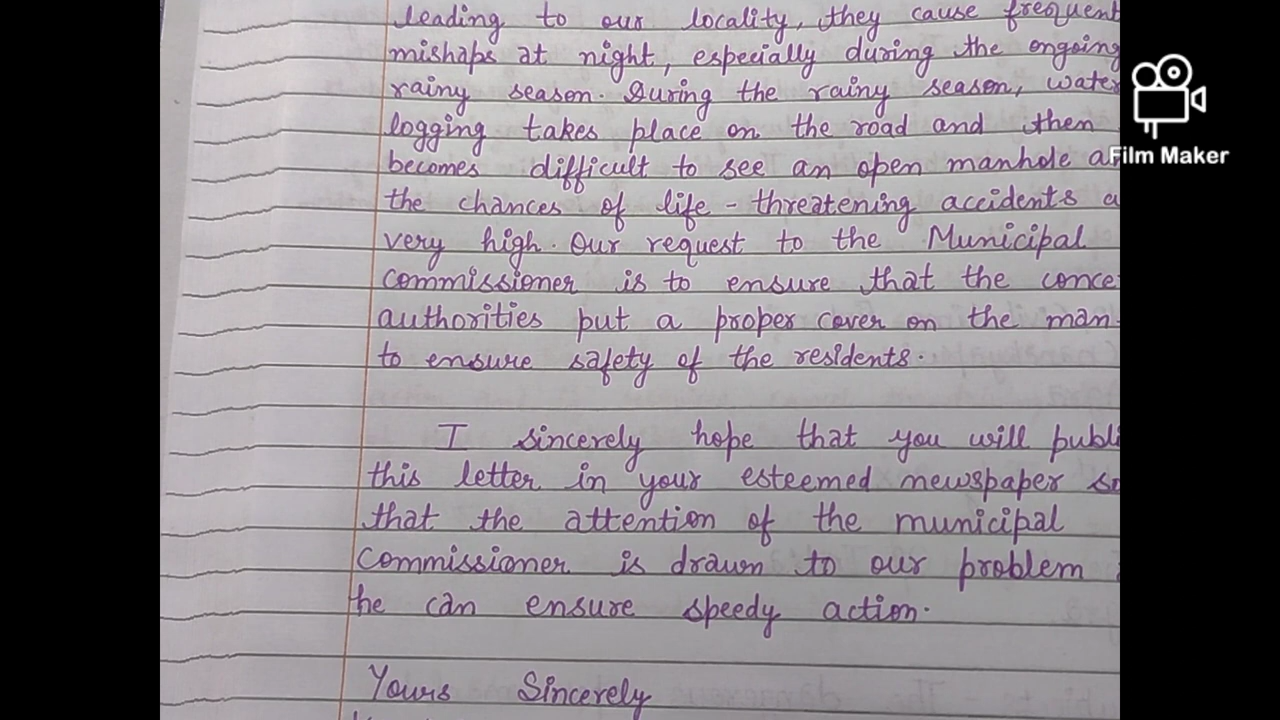 leading to our locality, they cause frequent
mishaps at night, especially during the ongoing
rainy season. During the rainy season, water
logging takes place on the road and then
becomes difficult to see an open manhole
the chances of life - threatening accidents
very high. Our request to the Municipal
commissioner is to ensure that the conce
authorities put a proper cover on the man
to ensure safety of the residents.
I sincerely hope that you will publi
this letter in your esteemed newspaper so
that the attention of the municipal
commissioner is drawn to our problem
he can ensure speedy action.
Yours Sincerely
Film Maker